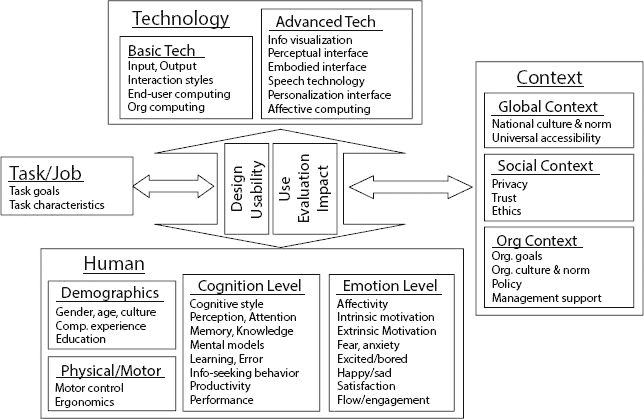 Technology
Basic Tech
Input, Output
Interaction styles
End-user computing
Org computing
Advanced Tech
Info visualization
Perceptual interface
Embodied interface
Speech technology
Personalization interface
Affective computing
Task/Job
Task goals
Task characteristics
Design
Usability
Use
Evaluation
Impact
Context
Global Context
National culture & norm
Universal accessibility
Social Context
Privacy
Trust
Ethics
Org Context
Org. goals
Org. culture & norm
Policy
Management support
Human
Demographics
Gender, age, culture
Comp. experience
Education
Physical/Motor
Motor control
Ergonomics
Cognition Level
Cognitive style
Perception, Attention
Memory, Knowledge
Mental models
Learning, Error
Info-seeking behavior
Productivity
Performance
Emotion Level
Affectivity
Intrinsic motivation
Extrinsic Motivation
Fear, anxiety
Excited/bored
Happy/sad
Satisfaction
Flow/engagement